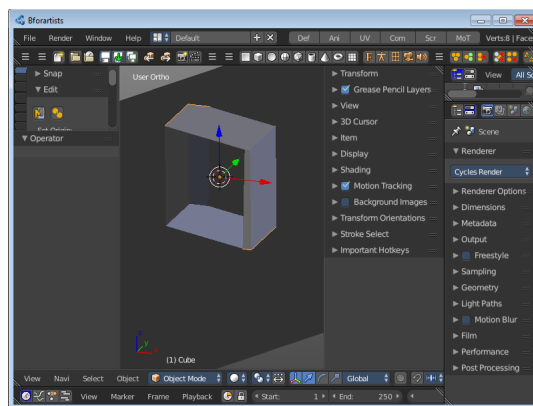 Bforartists
File Render Window Help Default Def Ani UV Com Scr MoT Verts:8 | Face
Snap
Edit
Operator
User Ortho
(1) Cube
Transform
Grease Pencil Layers
View
3D Cursor
Item
Display
Shading
Motion Tracking
Background Images
Transform Orientations
Stroke Select
Important Hotkeys
View All Sc
Scene
Renderer
Cycles Render
Renderer Options
Dimensions
Metadata
Output
Freestyle
Sampling
Geometry
Light Paths
Motion Blur
Film
Performance
Post Processing
View Navi Select Object Object Mode Global
View Marker Frame Playback Start: 1 End: 250